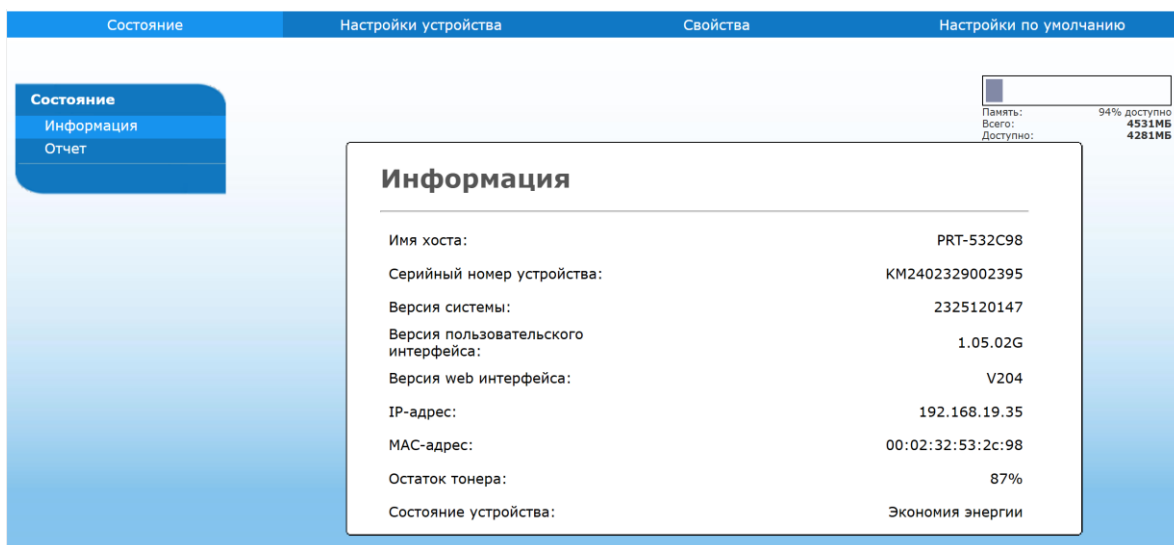 Состояние Настройки устройства Свойства Настройки по умолчанию
Состояние
Информация
Отчет
Память: 94% доступно
Всего: 4531МБ
Доступно: 4281МБ
Информация
Имя хоста: PRT-532C98
Серийный номер устройства: KM2402329002395
Версия системы: 2325120147
Версия пользовательского
интерфейса: 1.05.02G
Версия web интерфейса: V204
IP-адрес: 192.168.19.35
МАС-адрес: 00:02:32:53:2c:98
Остаток тонера: 87%
Состояние устройства: Экономия энергии